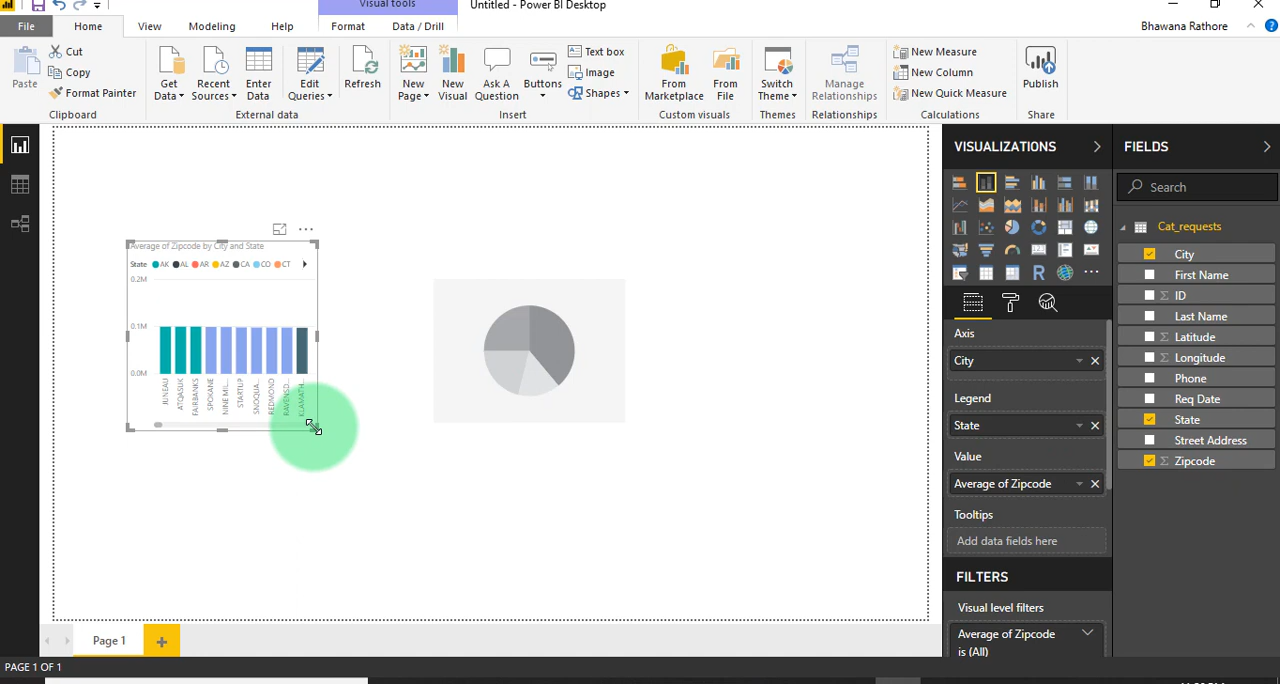 Visual tools
Untitled - Power BI Desktop
File
Home
View
Modeling
Help
Format
Data / Drill
Bhawana Rathore
Paste
Cut
Copy
Format Painter
Clipboard
Get
Data
Recent
Sources
Enter
Data
Edit
Queries
Refresh
External data
New
Page
New
Visual
Ask A
Question
Buttons
Text box
Image
Shapes
Insert
From
Marketplace
From
File
Custom visuals
Switch
Theme
Themes
Manage
Relationships
Relationships
New Measure
New Column
New Quick Measure
Calculations
Publish
Share
Average of Zipcode by City and State
State AK AL AR AZ CA CO CT
0.2M
0.1M
0.0M
JUNEAU
ATQASUK
FAIRBANKS
SPOKANE
NINE MIL...
STARTUP
SNOQUA...
REDMOND
RAVENSD...
KLAMATH...
VISUALIZATIONS
R
Axis
City
Legend
State
Value
Average of Zipcode
Tooltips
Add data fields here
FILTERS
Visual level filters
Average of Zipcode
is (All)
FIELDS
Search
Cat_requests
City
First Name
Σ ID
Last Name
Σ Latitude
Σ Longitude
Phone
Req Date
State
Street Address
Σ Zipcode
Page 1
PAGE 1 OF 1